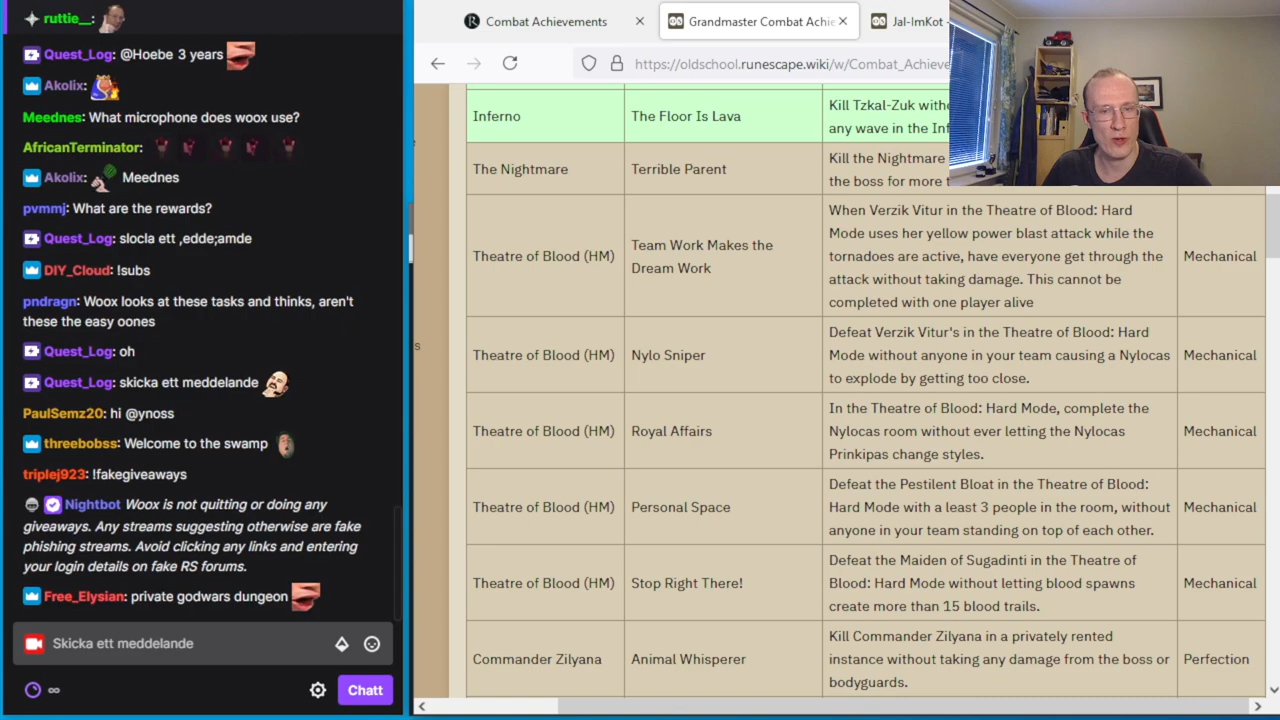 ruttie__:
Quest_Log: @Hoebe 3 years
Akolix:
Meednes: What microphone does woox use?
AfricanTerminator:
Akolix: Meednes
pvmmj: What are the rewards?
Quest_Log: slocla ett ,edde;amde
DIY_Cloud: !subs
pndragn: Woox looks at these tasks and thinks, aren't
these the easy oones
Quest_Log: oh
Quest_Log: skicka ett meddelande
PaulSemz20: hi @ynoss
threebobss: Welcome to the swamp
triplej923: !fakegiveaways
Nightbot Woox is not quitting or doing any
giveaways. Any streams suggesting otherwise are fake
phishing streams. Avoid clicking any links and entering
your login details on fake RS forums.
Free_Elysian: private godwars dungeon
Skicka ett meddelande
∞
Chatt
Combat Achievements
Grandmaster Combat Achie
Jal-ImKot
https://oldschool.runescape.wiki/w/Combat_Achieve
Inferno
The Floor Is Lava
Kill Tzkal-Zuk witho
any wave in the Inf
The Nightmare
Terrible Parent
Kill the Nightmare
the boss for more t
Theatre of Blood (HM)
Team Work Makes the
Dream Work
When Verzik Vitur in the Theatre of Blood: Hard
Mode uses her yellow power blast attack while the
tornadoes are active, have everyone get through the
attack without taking damage. This cannot be
completed with one player alive
Mechanical
Theatre of Blood (HM)
Nylo Sniper
Defeat Verzik Vitur's in the Theatre of Blood: Hard
Mode without anyone in your team causing a Nylocas
to explode by getting too close.
Mechanical
Theatre of Blood (HM)
Royal Affairs
In the Theatre of Blood: Hard Mode, complete the
Nylocas room without ever letting the Nylocas
Prinkipas change styles.
Mechanical
Theatre of Blood (HM)
Personal Space
Defeat the Pestilent Bloat in the Theatre of Blood:
Hard Mode with a least 3 people in the room, without
anyone in your team standing on top of each other.
Mechanical
Theatre of Blood (HM)
Stop Right There!
Defeat the Maiden of Sugadinti in the Theatre of
Blood: Hard Mode without letting blood spawns
create more than 15 blood trails.
Mechanical
Commander Zilyana
Animal Whisperer
Kill Commander Zilyana in a privately rented
instance without taking any damage from the boss or
bodyguards.
Perfection
s